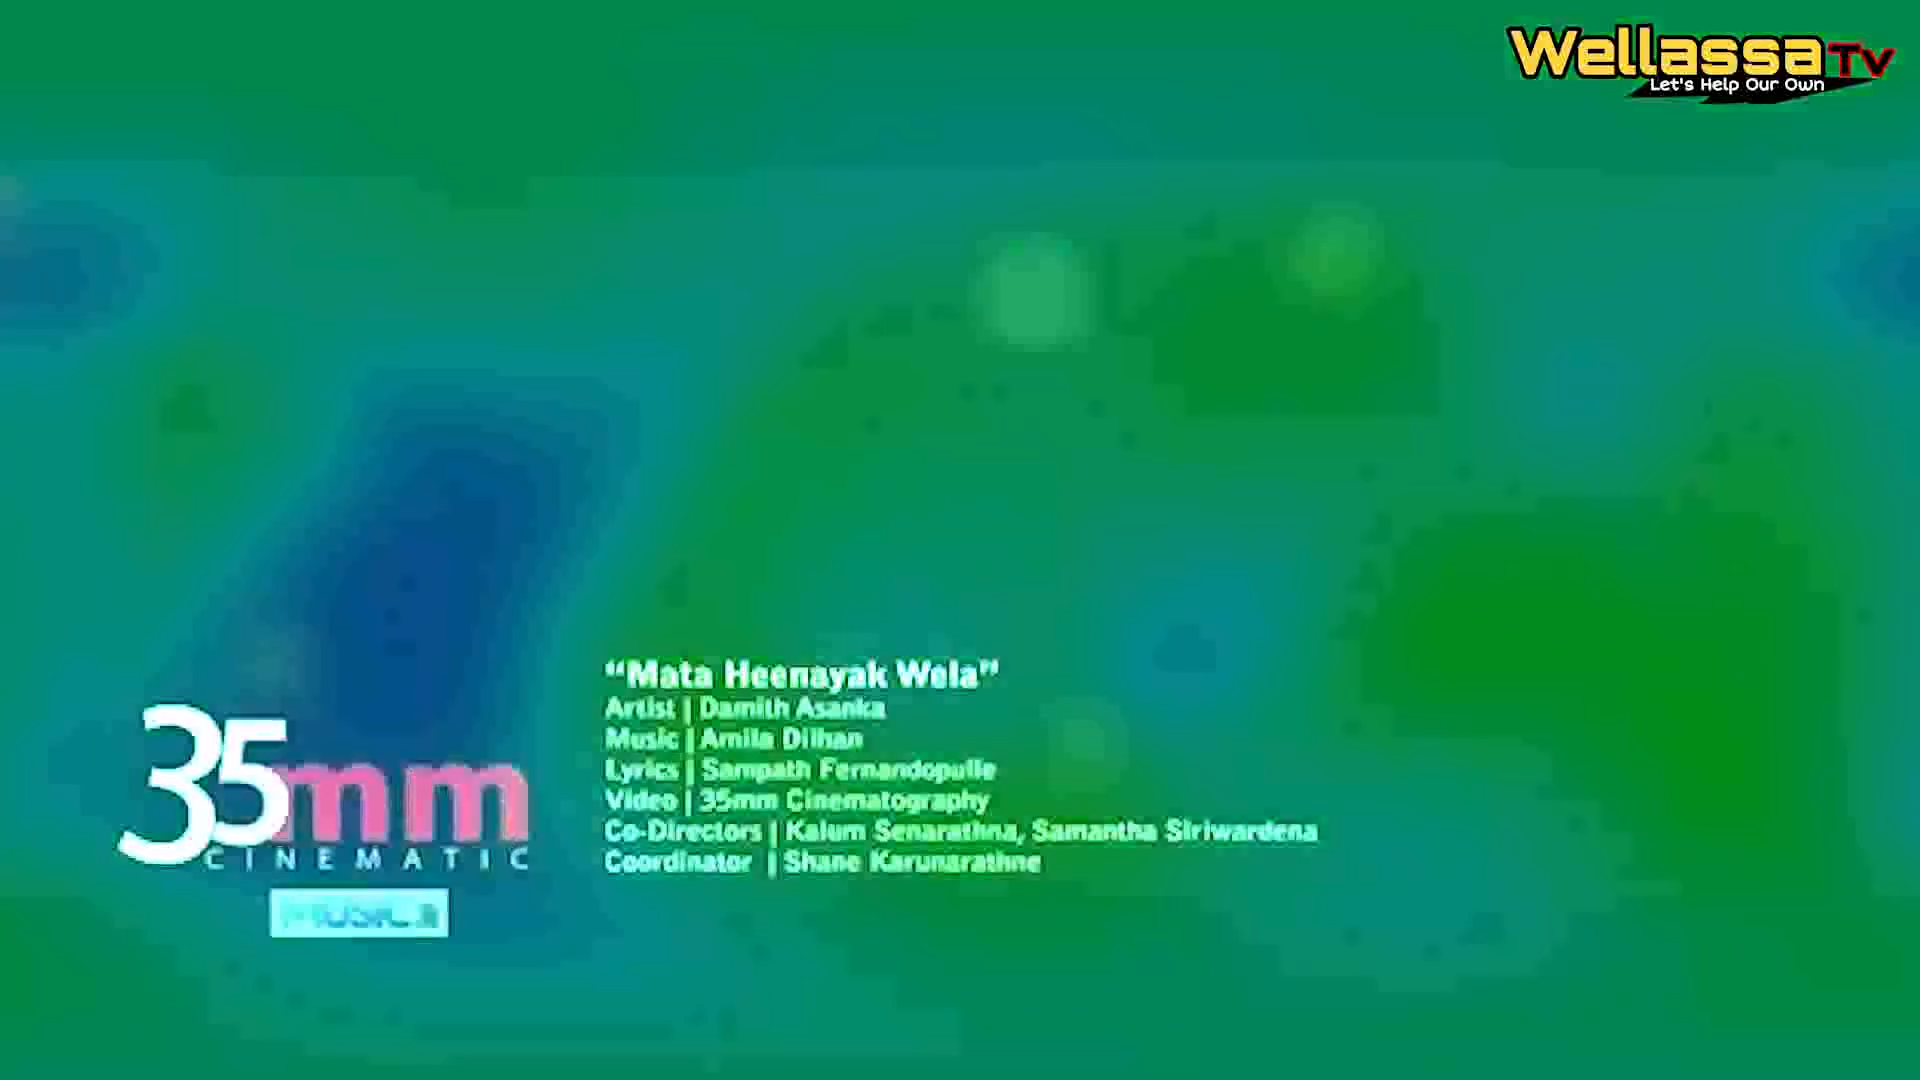 Wellassa Tv
Let's Help Our Own
"Mata Heenayak Wela"
Artist | Damith Asanka
Music | Amila Dilhan
Lyrics | Sampath Fernandopulle
Video | 35mm Cinematography
Co-Directors | Kalum Senarathna, Samantha Siriwardena
Coordinator | Shane Karunarathne
35mm
CINEMATIC